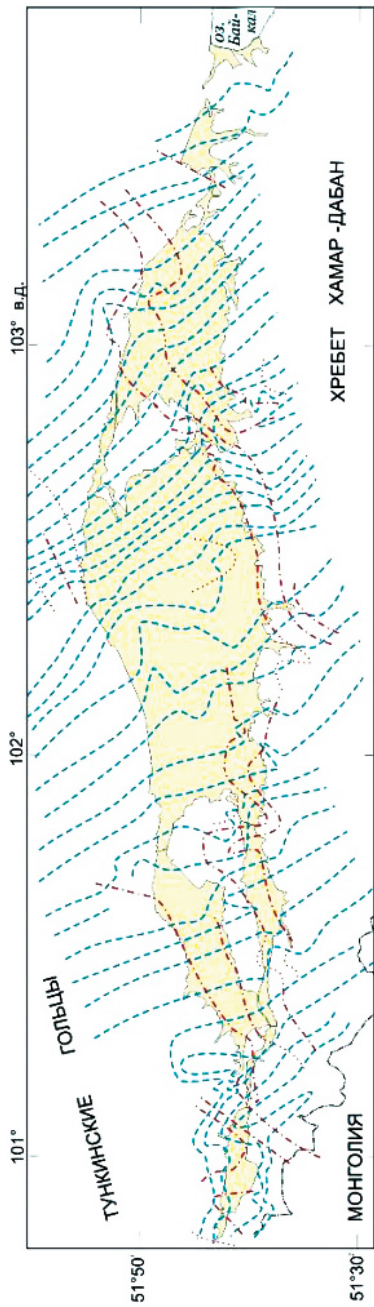 101°
102°
103° в.д.
ТУНКИНСКИЕ
ГОЛЬЦЫ
оз.
Бай-
кал
51°50'
51°30'
МОНГОЛИЯ
ХРЕБЕТ ХАМАР -ДАБАН